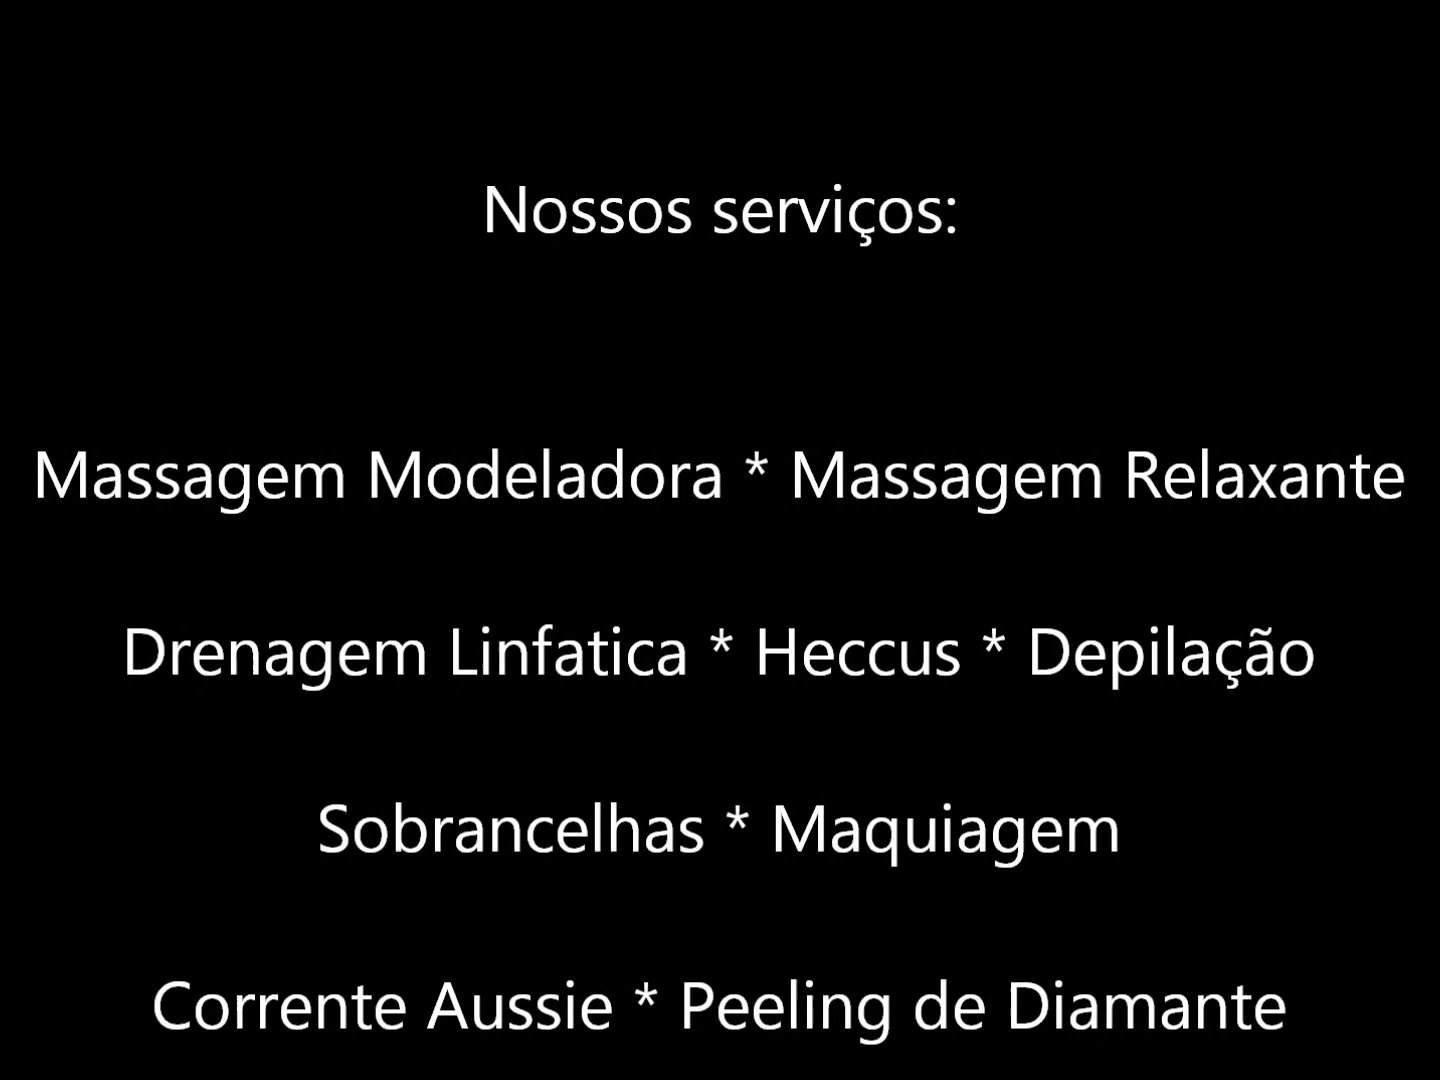 Nossos serviços:
Massagem Modeladora * Massagem Relaxante
Drenagem Linfatica * Heccus * Depilação
Sobrancelhas * Maquiagem
Corrente Aussie * Peeling de Diamante